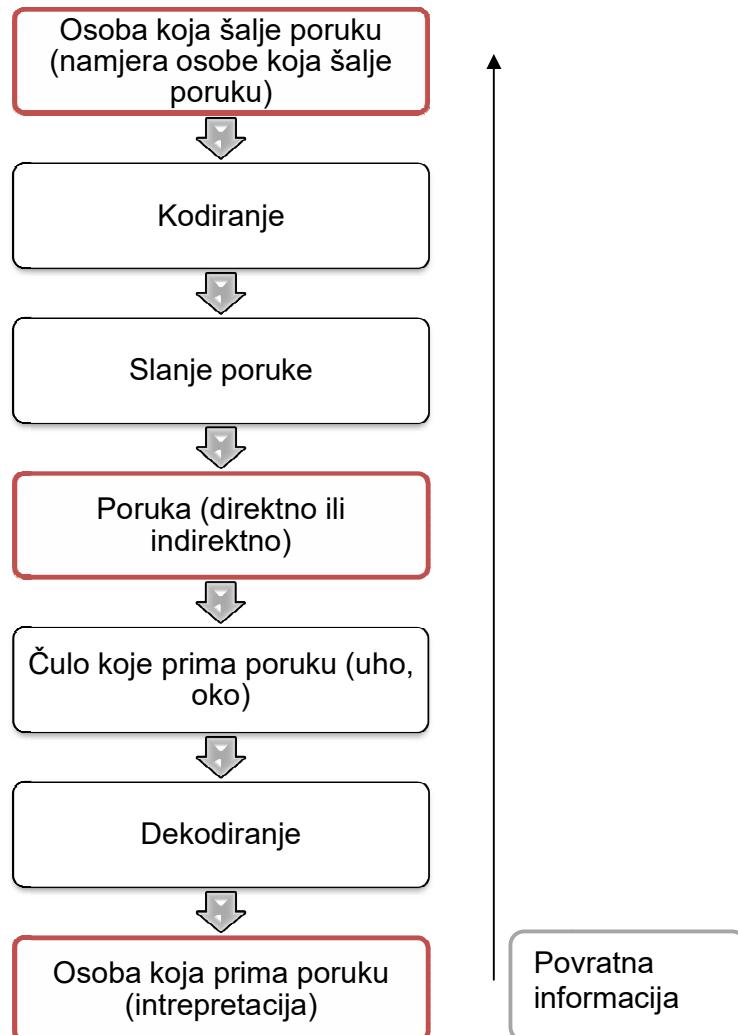 Osoba koja šalje poruku
(namjera osobe koja šalje
poruku)
Kodiranje
Slanje poruke
Poruka (direktno ili
indirektno)
Čulo koje prima poruku (uho,
oko)
Dekodiranje
Osoba koja prima poruku
(intrepretacija)
Povratna
informacija